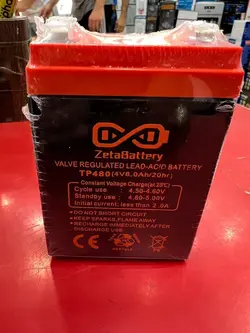 ZetaBattery
VALVE REGULATED LEAD-ACID BATTERY
TP480(4V8.0Ah/20hr)
Constant Voltage Charge(at 25℃)
Cycle use : 4.50-4.60V
Standby use : 4.80-5.00V
Initial current: less than 2.0A
•DO NOT SHORT CIRCUIT
•KEEP SPARKS, FLAME AWAY
•RECHARGE IMMEDIATELY AFTER
DISCHARGE USE